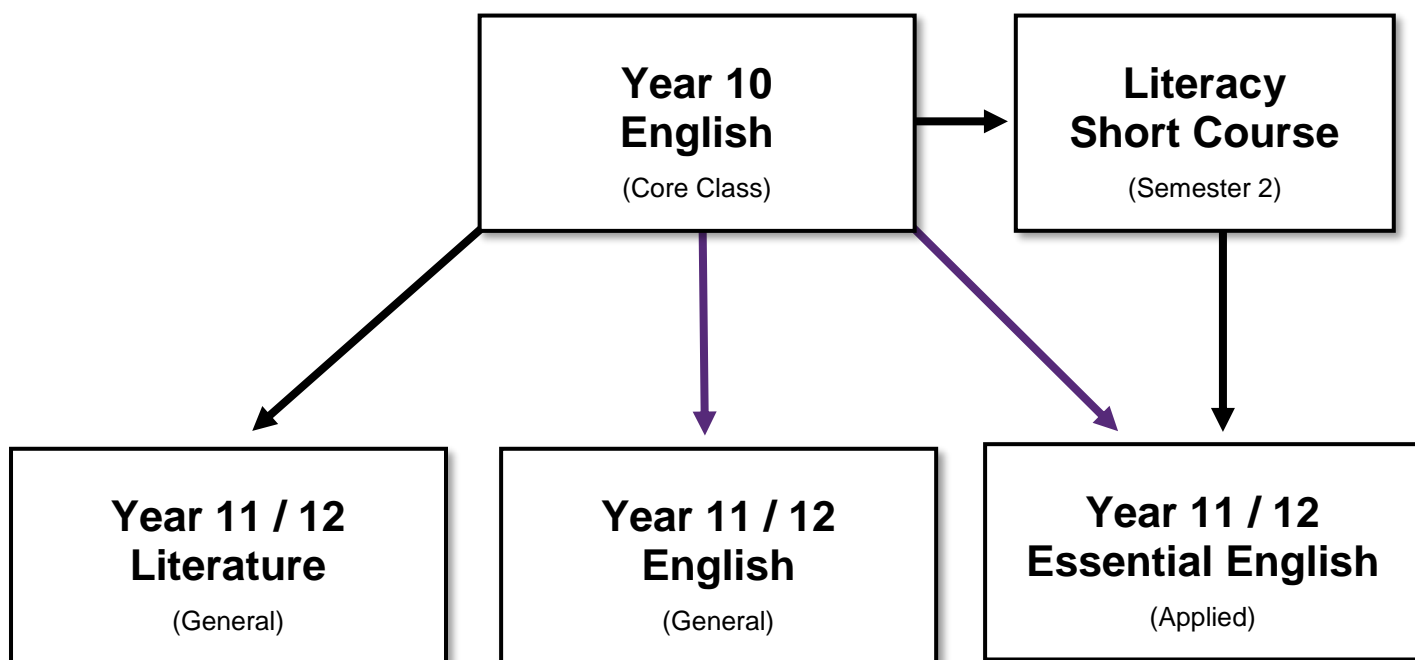 Year 10
English
(Core Class)
Literacy
Short Course
(Semester 2)
Year 11 / 12
Literature
(General)
Year 11 / 12
English
(General)
Year 11 / 12
Essential English
(Applied)